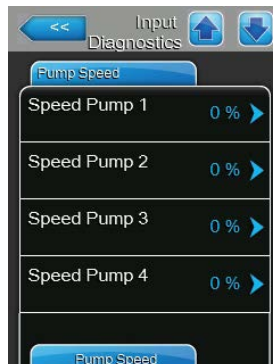 <<
Input
Diagnostics
Pump Speed
Speed Pump 1 0 %
Speed Pump 2 0 %
Speed Pump 3 0 %
Speed Pump 4 0 %
Pump Speed